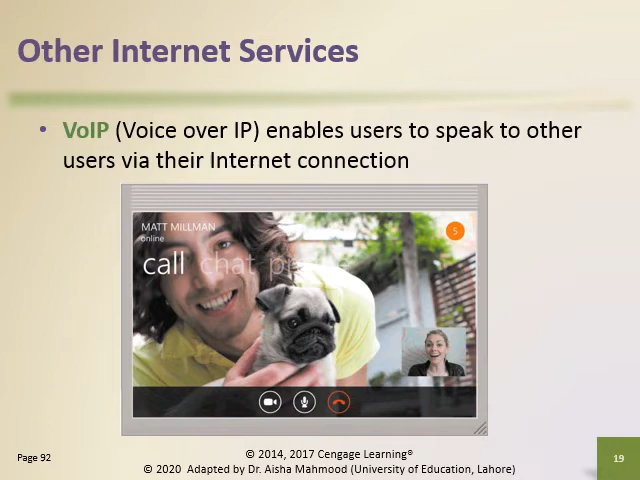 Other Internet Services
• VoIP (Voice over IP) enables users to speak to other
users via their Internet connection
MATT MILLMAN
online
5
call chat
Page 92
© 2014, 2017 Cengage Learning®
© 2020 Adapted by Dr. Aisha Mahmood (University of Education, Lahore)
19